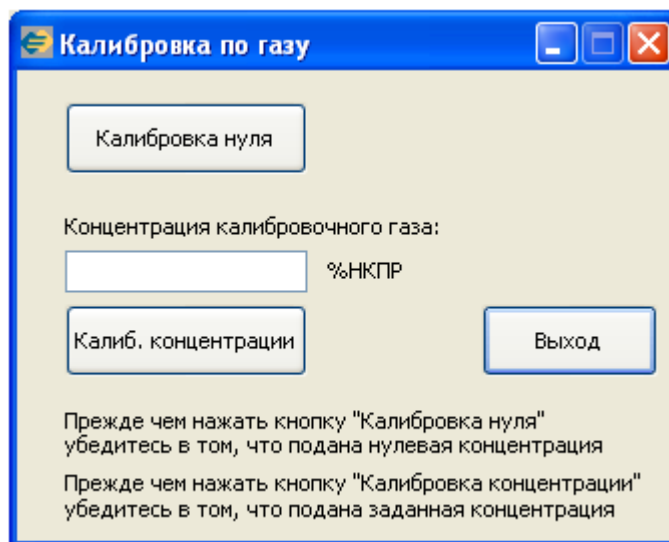 Калибровка по газу
Калибровка нуля
Концентрация калибровочного газа:
%НКПР
Калиб. концентрации
Выход
Прежде чем нажать кнопку "Калибровка нуля"
убедитесь в том, что подана нулевая концентрация
Прежде чем нажать кнопку "Калибровка концентрации"
убедитесь в том, что подана заданная концентрация